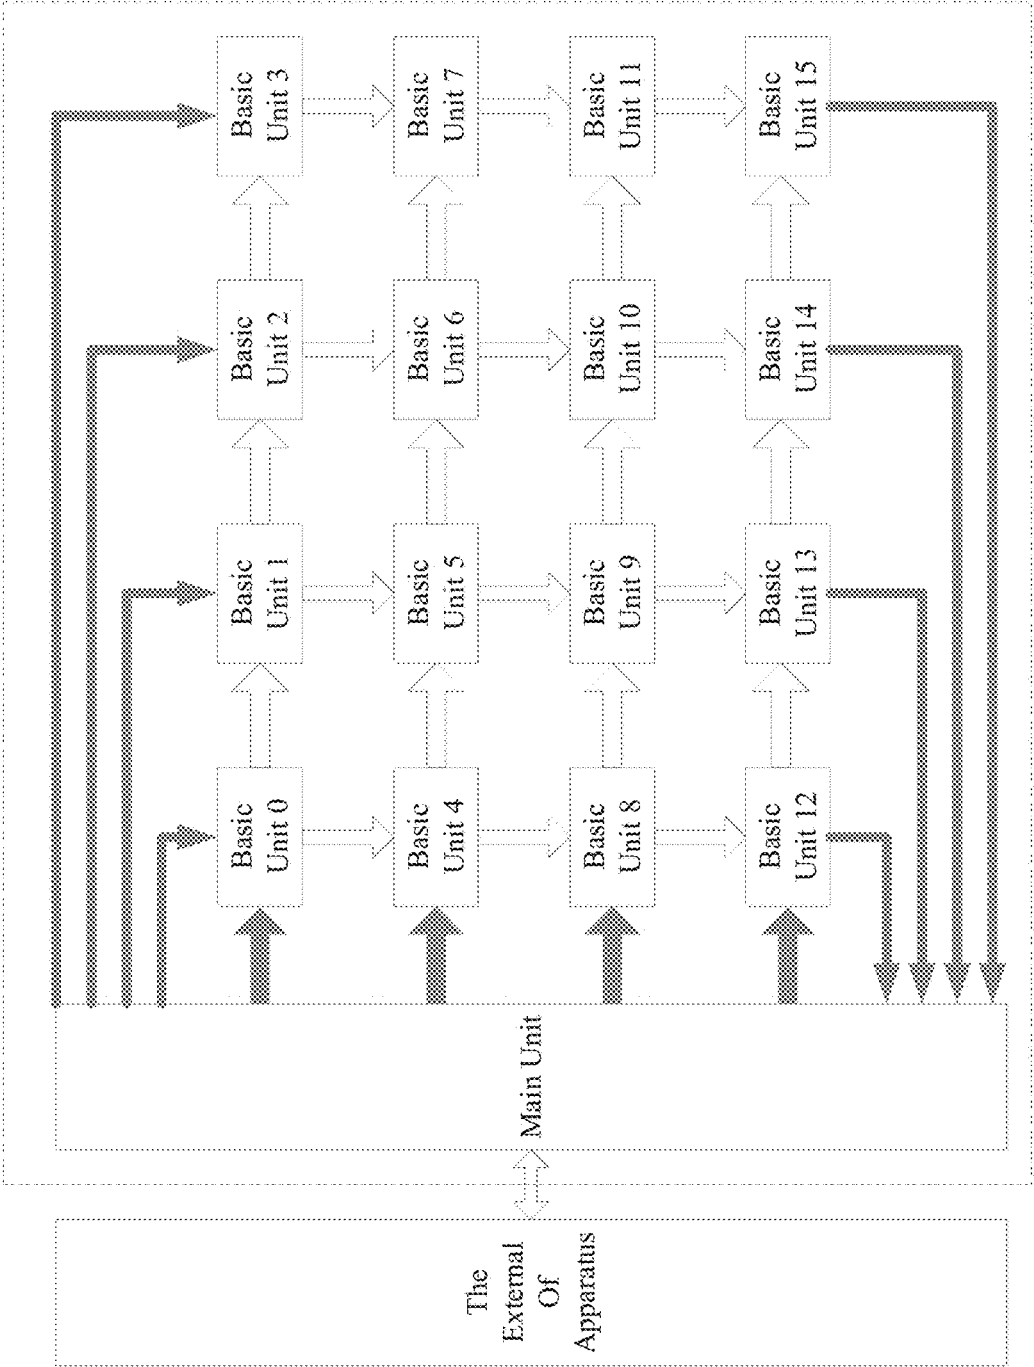 The
External
Of
Apparatus
Main Unit
Basic
Unit 0
Basic
Unit 1
Basic
Unit 2
Basic
Unit 3
Basic
Unit 4
Basic
Unit 5
Basic
Unit 6
Basic
Unit 7
Basic
Unit 8
Basic
Unit 9
Basic
Unit 10
Basic
Unit 11
Basic
Unit 12
Basic
Unit 13
Basic
Unit 14
Basic
Unit 15